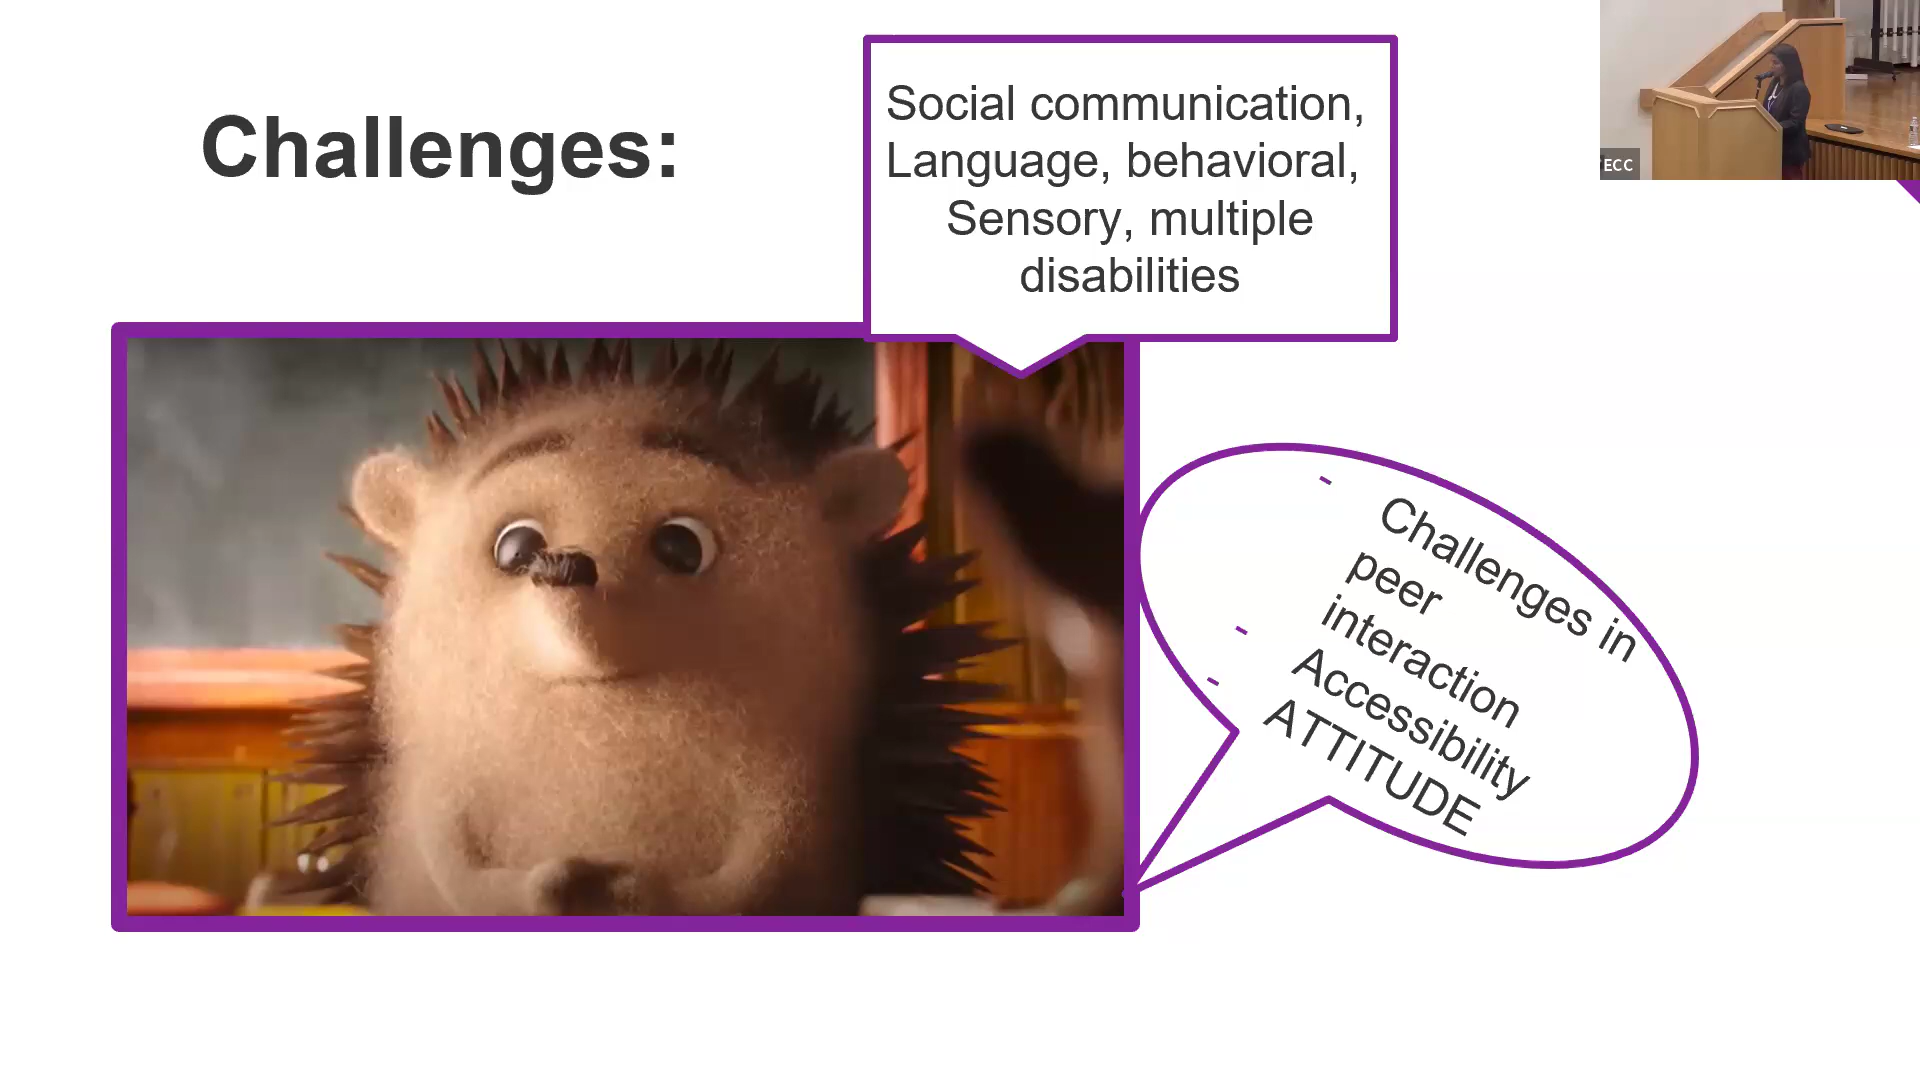 Challenges:
Social communication,
Language, behavioral,
Sensory, multiple
disabilities
- Challenges in
peer
interaction
- Accessibility
- ATTITUDE
ECC